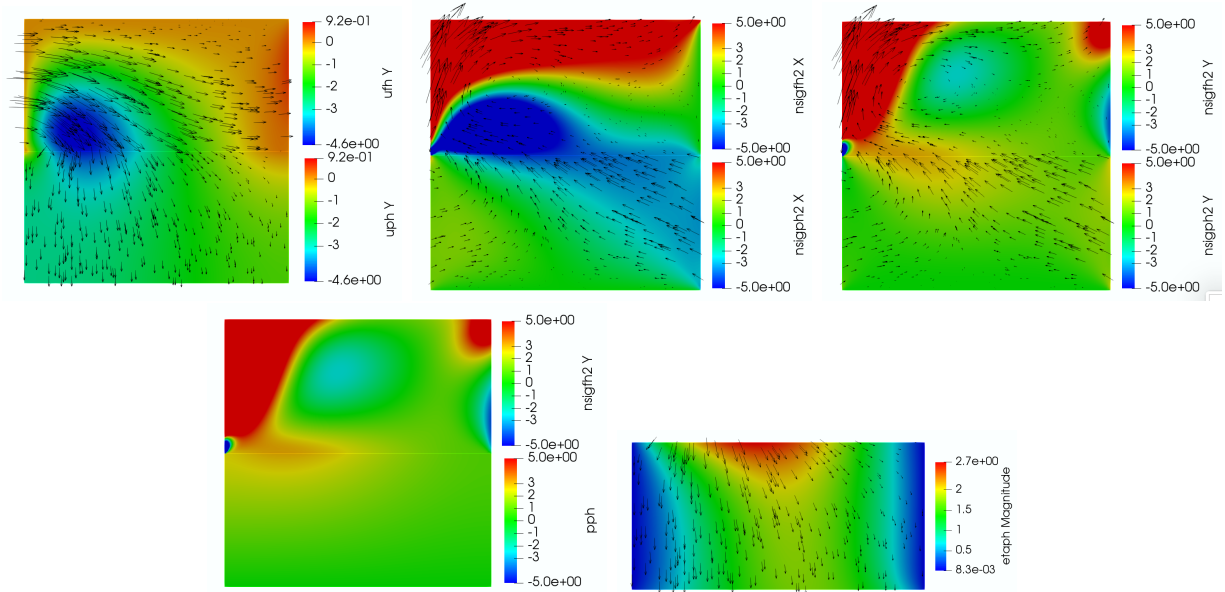 9.2e-01
0
-1
-2
-3
-4.6e+00
ufh Y
9.2e-01
0
-1
-2
-3
-4.6e+00
uph Y
5.0e+00
3
2
1
0
-1
-2
-3
-5.0e+00
nsigfh2 X
5.0e+00
3
2
1
0
-1
-2
-3
-5.0e+00
nsigph2 X
5.0e+00
3
2
1
0
-1
-2
-3
-5.0e+00
nsigfh2 Y
5.0e+00
3
2
1
0
-1
-2
-3
-5.0e+00
nsigph2 Y
5.0e+00
3
2
1
0
-1
-2
-3
-5.0e+00
nsigfh2 Y
5.0e+00
3
2
1
0
-1
-2
-3
-5.0e+00
pph
2.7e+00
2
1.5
1
0.5
8.3e-03
etaph Magnitude